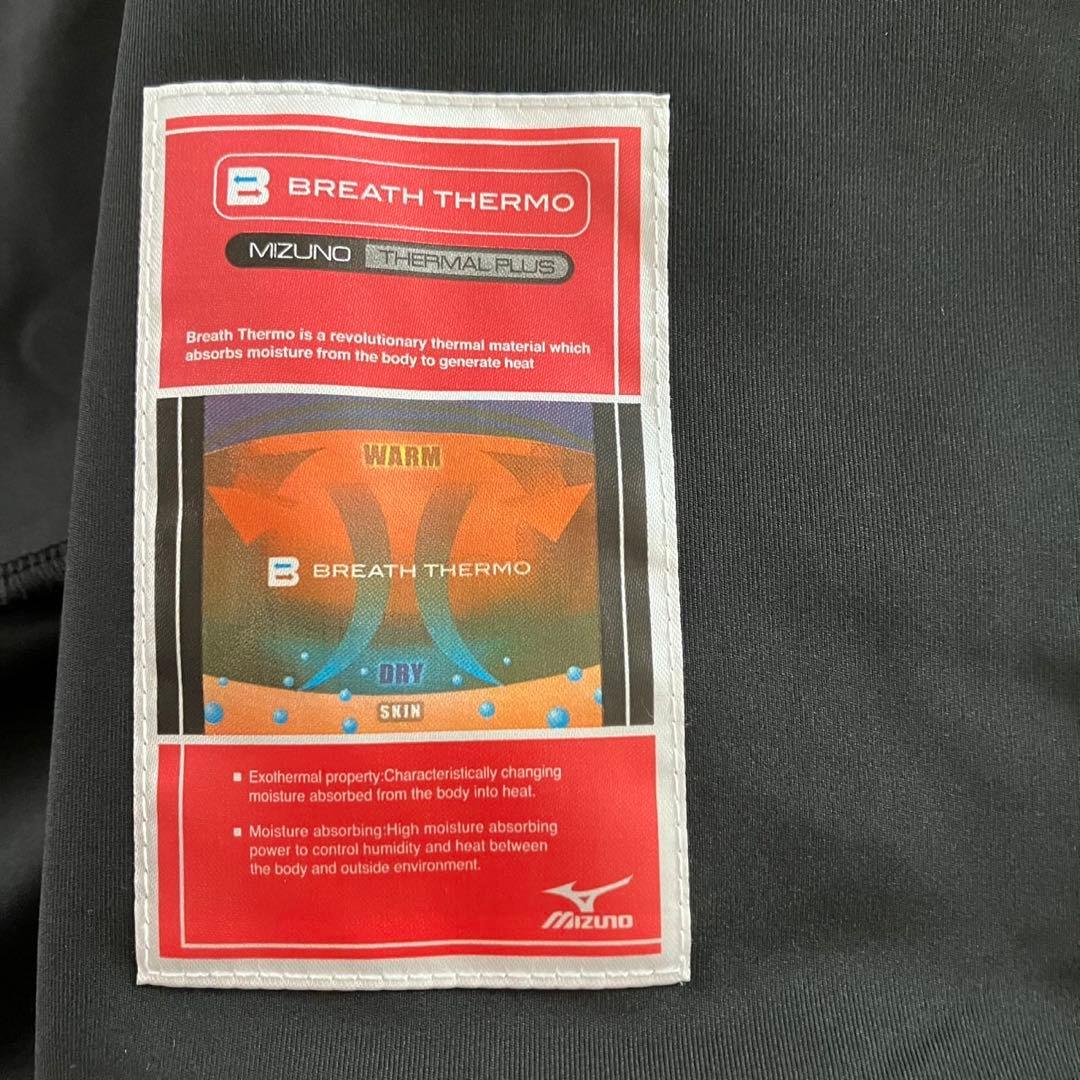 B BREATH THERMO
MIZUNO THERMAL PLUS
Breath Thermo is a revolutionary thermal material which
absorbs moisture from the body to generate heat
WARM
B BREATH THERMO
DRY
SKIN
▪ Exothermal property:Characteristically changing
moisture absorbed from the body into heat.
▪ Moisture absorbing:High moisture absorbing
power to control humidity and heat between
the body and outside environment.
MIZUNO